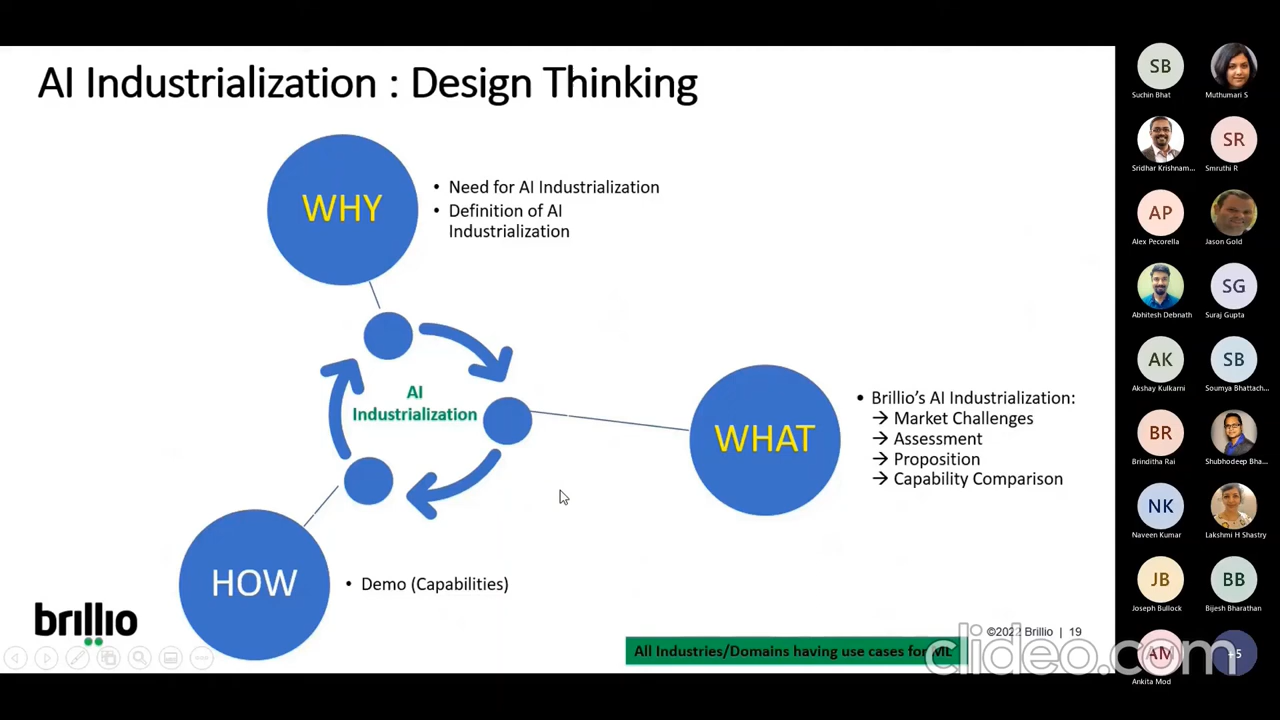 AI Industrialization : Design Thinking
WHY
• Need for AI Industrialization
• Definition of AI
Industrialization
AI
Industrialization
WHAT
• Brillio's AI Industrialization:
→ Market Challenges
→ Assessment
→ Proposition
→ Capability Comparison
HOW
• Demo (Capabilities)
brillio
©2022 Brillio | 19
All Industries/Domains having use cases for ML
clideo.com
SB
Suchin Bhat
Muthumari S
Sridhar Krishnam...
SR
Smruthi R
AP
Alex Pecorella
Jason Gold
Abhitesh Debnath
SG
Suraj Gupta
AK
Akshay Kulkarni
SB
Soumya Bhattach...
BR
Brinditha Rai
Shubhodeep Bha...
NK
Naveen Kumar
Lakshmi H Shastry
JB
Joseph Bullock
BB
Bijesh Bharathan
AM
Ankita Mod
+5